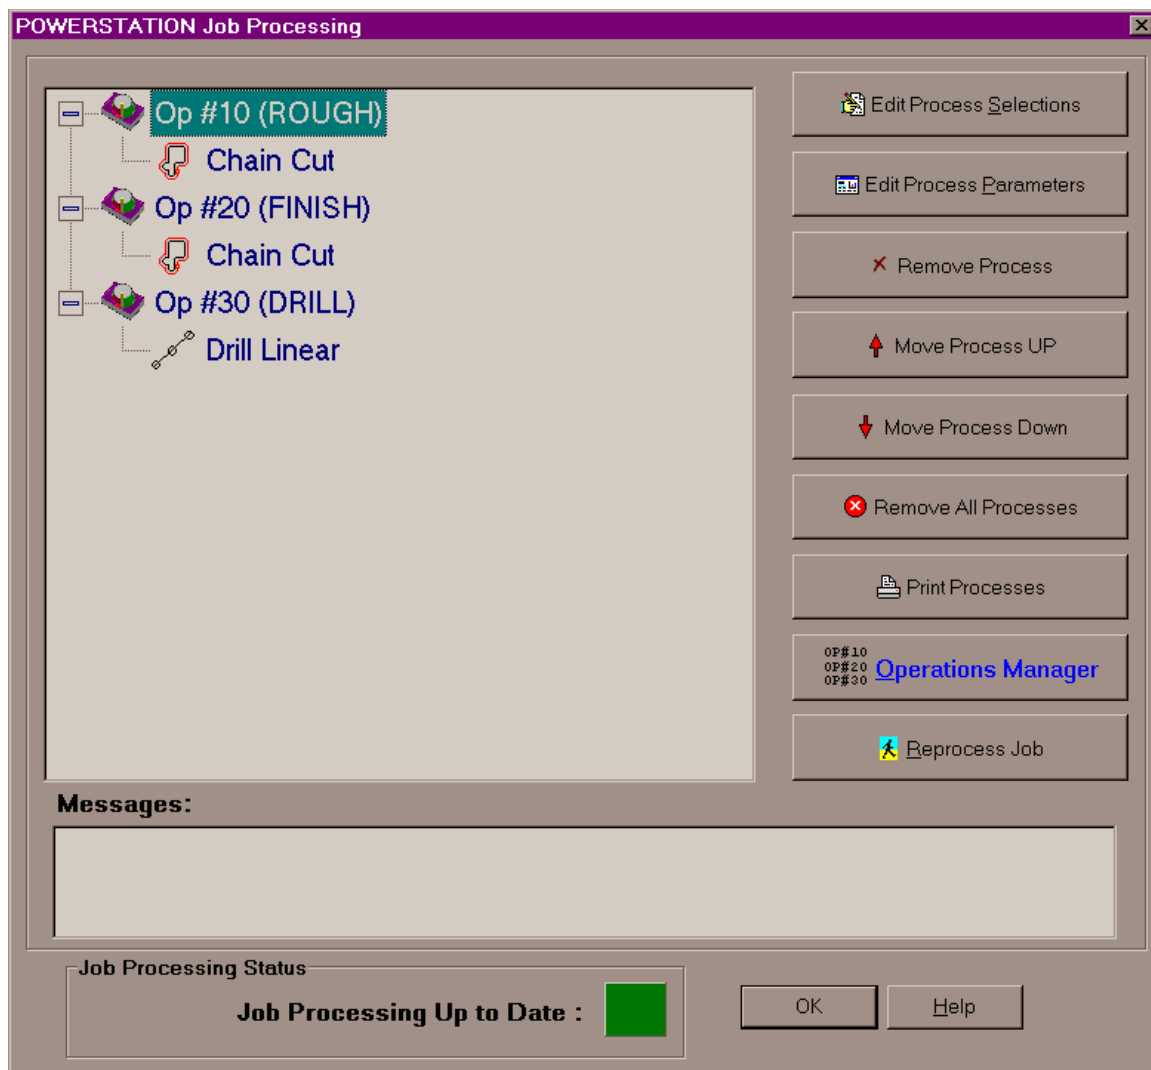 POWERSTATION Job Processing
Op #10 (ROUGH)
Chain Cut
Op #20 (FINISH)
Chain Cut
Op #30 (DRILL)
Drill Linear
Edit Process Selections
Edit Process Parameters
Remove Process
Move Process UP
Move Process Down
Remove All Processes
Print Processes
OP#10
OP#20
OP#30
Operations Manager
Reprocess Job
Messages:
Job Processing Status
Job Processing Up to Date :
OK
Help